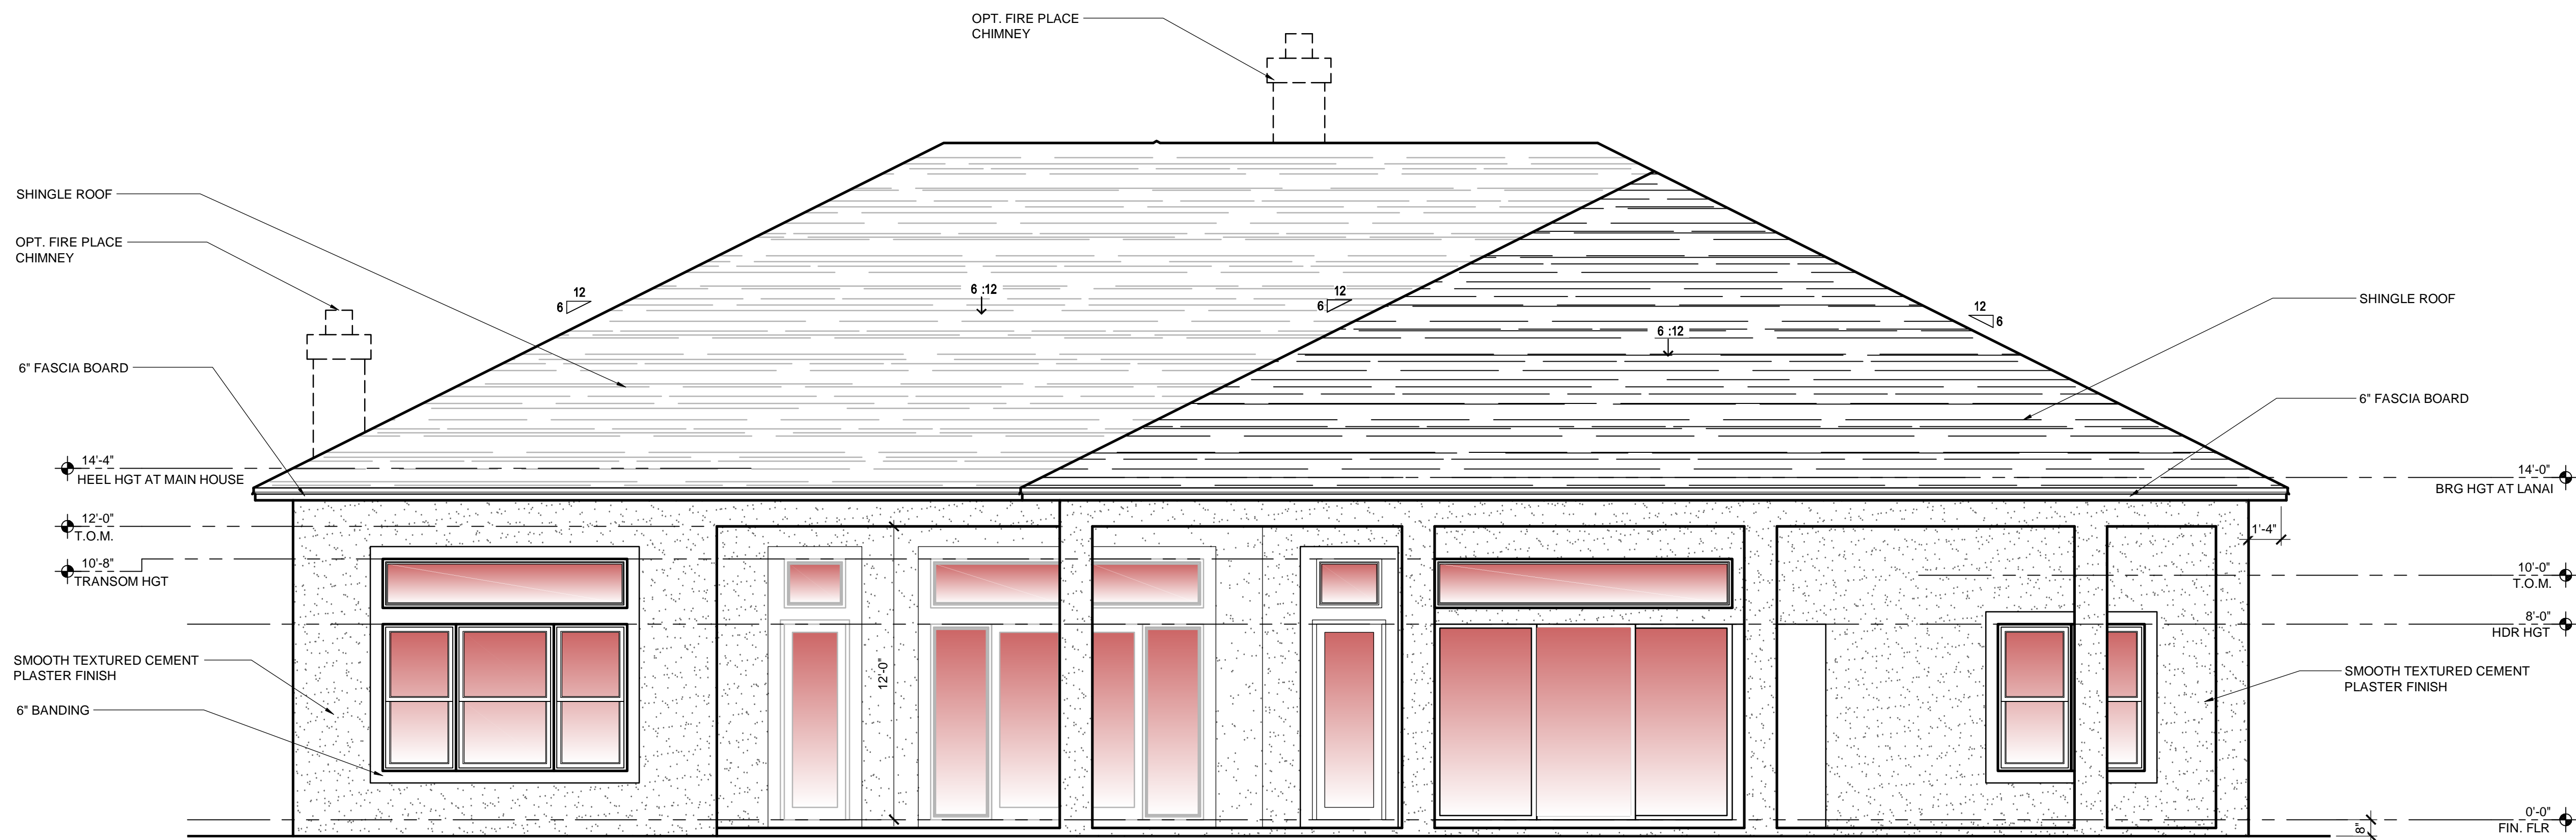 OPT. FIRE PLACE
CHIMNEY
SHINGLE ROOF
OPT. FIRE PLACE
CHIMNEY
12
6
6 :12
12
6
12
6
6 :12
SHINGLE ROOF
6" FASCIA BOARD
6" FASCIA BOARD
14'-4"
HEEL HGT AT MAIN HOUSE
14'-0"
BRG HGT AT LANAI
12'-0"
T.O.M.
1'-4"
10'-8"
TRANSOM HGT
10'-0"
T.O.M.
8'-0"
HDR HGT
SMOOTH TEXTURED CEMENT
PLASTER FINISH
12'-0"
SMOOTH TEXTURED CEMENT
PLASTER FINISH
6" BANDING
0'-0"
FIN. FLR
8"